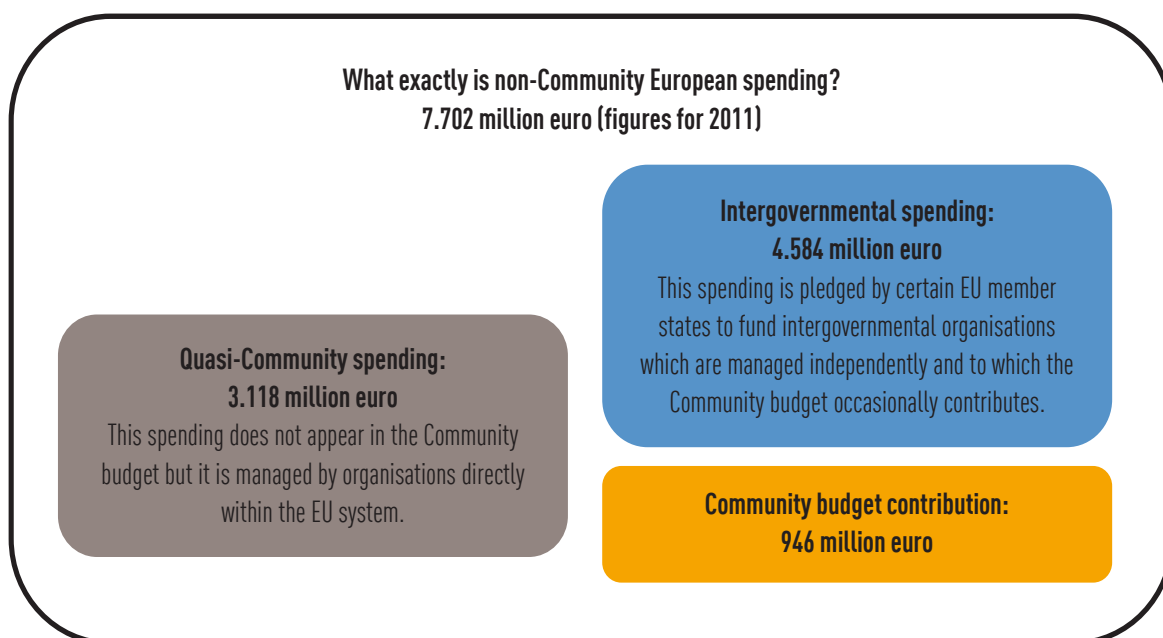 What exactly is non-Community European spending?
7.702 million euro (figures for 2011)
Quasi-Community spending:
3.118 million euro
This spending does not appear in the Community
budget but it is managed by organisations directly
within the EU system.
Intergovernmental spending:
4.584 million euro
This spending is pledged by certain EU member
states to fund intergovernmental organisations
which are managed independently and to which the
Community budget occasionally contributes.
Community budget contribution:
946 million euro